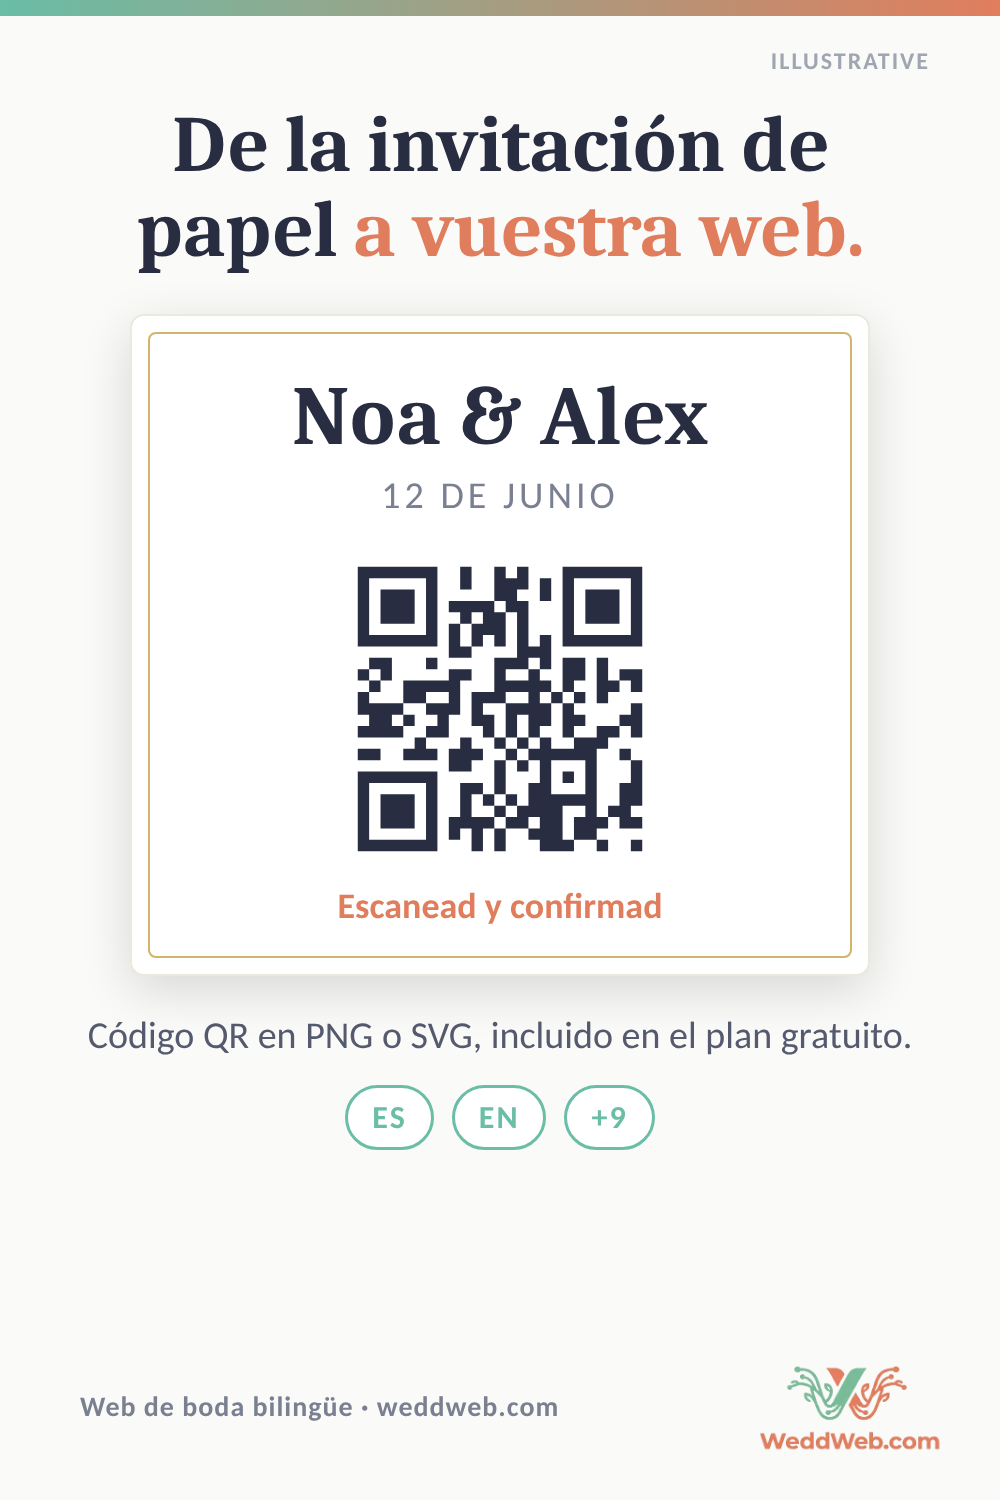 ILLUSTRATIVE
De la invitación de
papel a vuestra web.
Noa & Alex
12 DE JUNIO
Escanead y confirmad
Código QR en PNG o SVG, incluido en el plan gratuito.
ES EN +9
Web de boda bilingüe · weddweb.com
WeddWeb.com